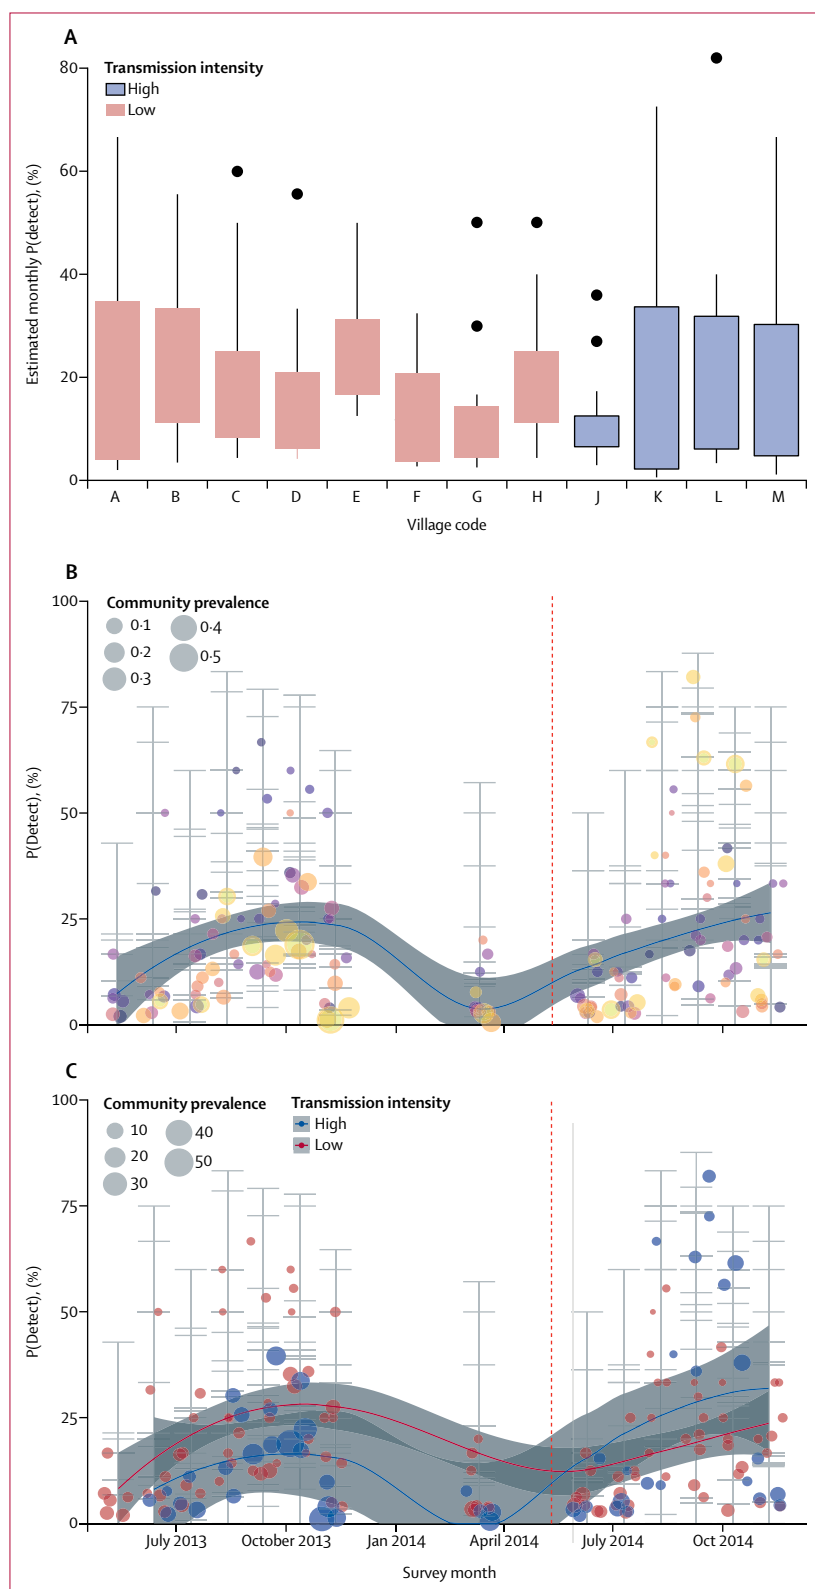 A
Transmission intensity
High
Low
80
60
40
20
0
Estimated monthly P(detect), (%)
A B C D E F G H J K L M
Village code
B
Community prevalence
0·1 0·4
0·2 0·5
0·3
100
75
50
25
0
P(Detect), (%)
C
Community prevalence
10 40
20 50
30
Transmission intensity
High
Low
100
75
50
25
0
P(Detect), (%)
July 2013 October 2013 Jan 2014 April 2014 July 2014 Oct 2014
Survey month